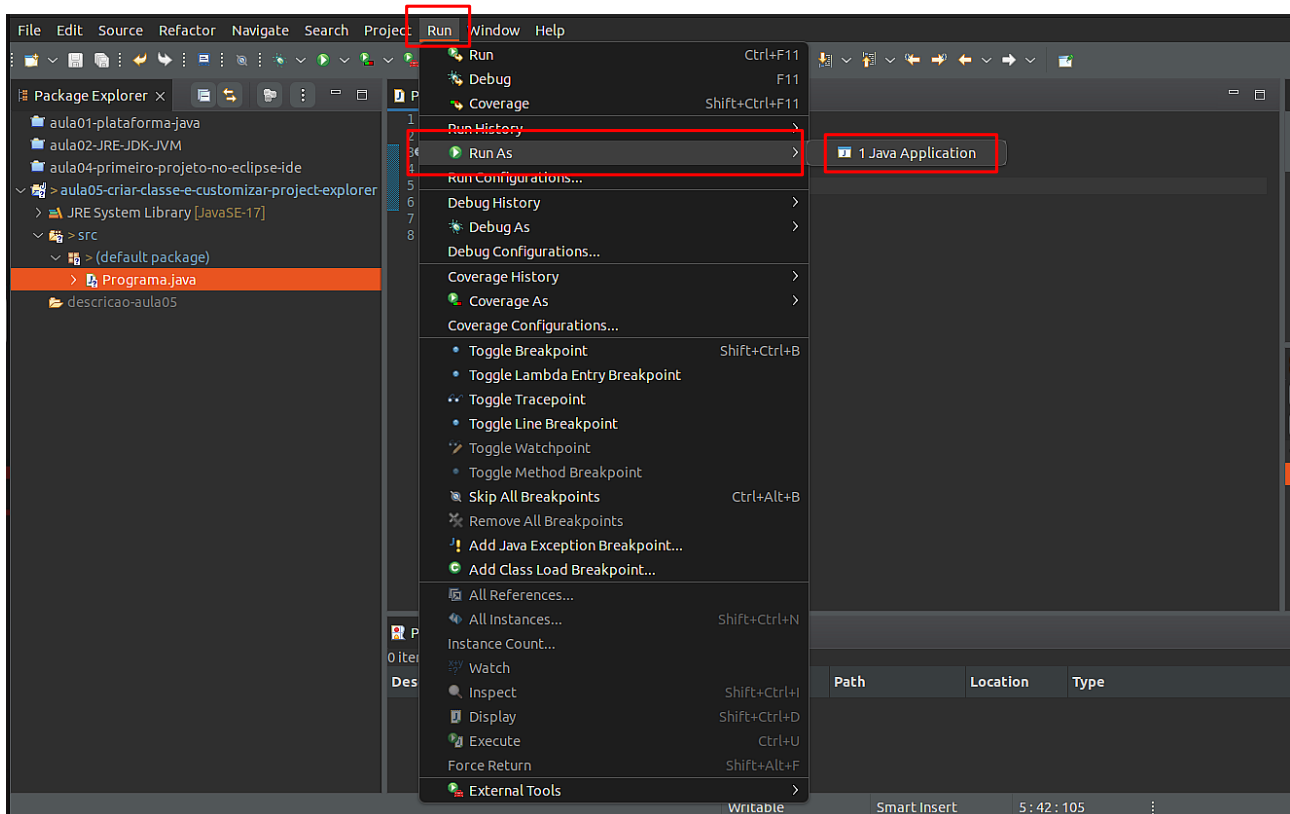 File Edit Source Refactor Navigate Search Project Run Window Help
Package Explorer
aula01-plataforma-java
aula02-JRE-JDK-JVM
aula04-primeiro-projeto-no-eclipse-ide
> aula05-criar-classe-e-customizar-project-explorer
JRE System Library [JavaSE-17]
> src
> (default package)
Programa.java
descricao-aula05
P
1
2
3
4
5
6
7
8
Run Ctrl+F11
Debug F11
Coverage Shift+Ctrl+F11
Run History
Run As
1 Java Application
Run Configurations...
Debug History
Debug As
Debug Configurations...
Coverage History
Coverage As
Coverage Configurations...
Toggle Breakpoint Shift+Ctrl+B
Toggle Lambda Entry Breakpoint
Toggle Tracepoint
Toggle Line Breakpoint
Toggle Watchpoint
Toggle Method Breakpoint
Skip All Breakpoints Ctrl+Alt+B
Remove All Breakpoints
Add Java Exception Breakpoint...
Add Class Load Breakpoint...
All References...
All Instances... Shift+Ctrl+N
Instance Count...
Watch
Inspect Shift+Ctrl+I
Display Shift+Ctrl+D
Execute Ctrl+U
Force Return Shift+Alt+F
External Tools
P
0 iter
Des Path Location Type
Writable Smart Insert 5 : 42 : 105